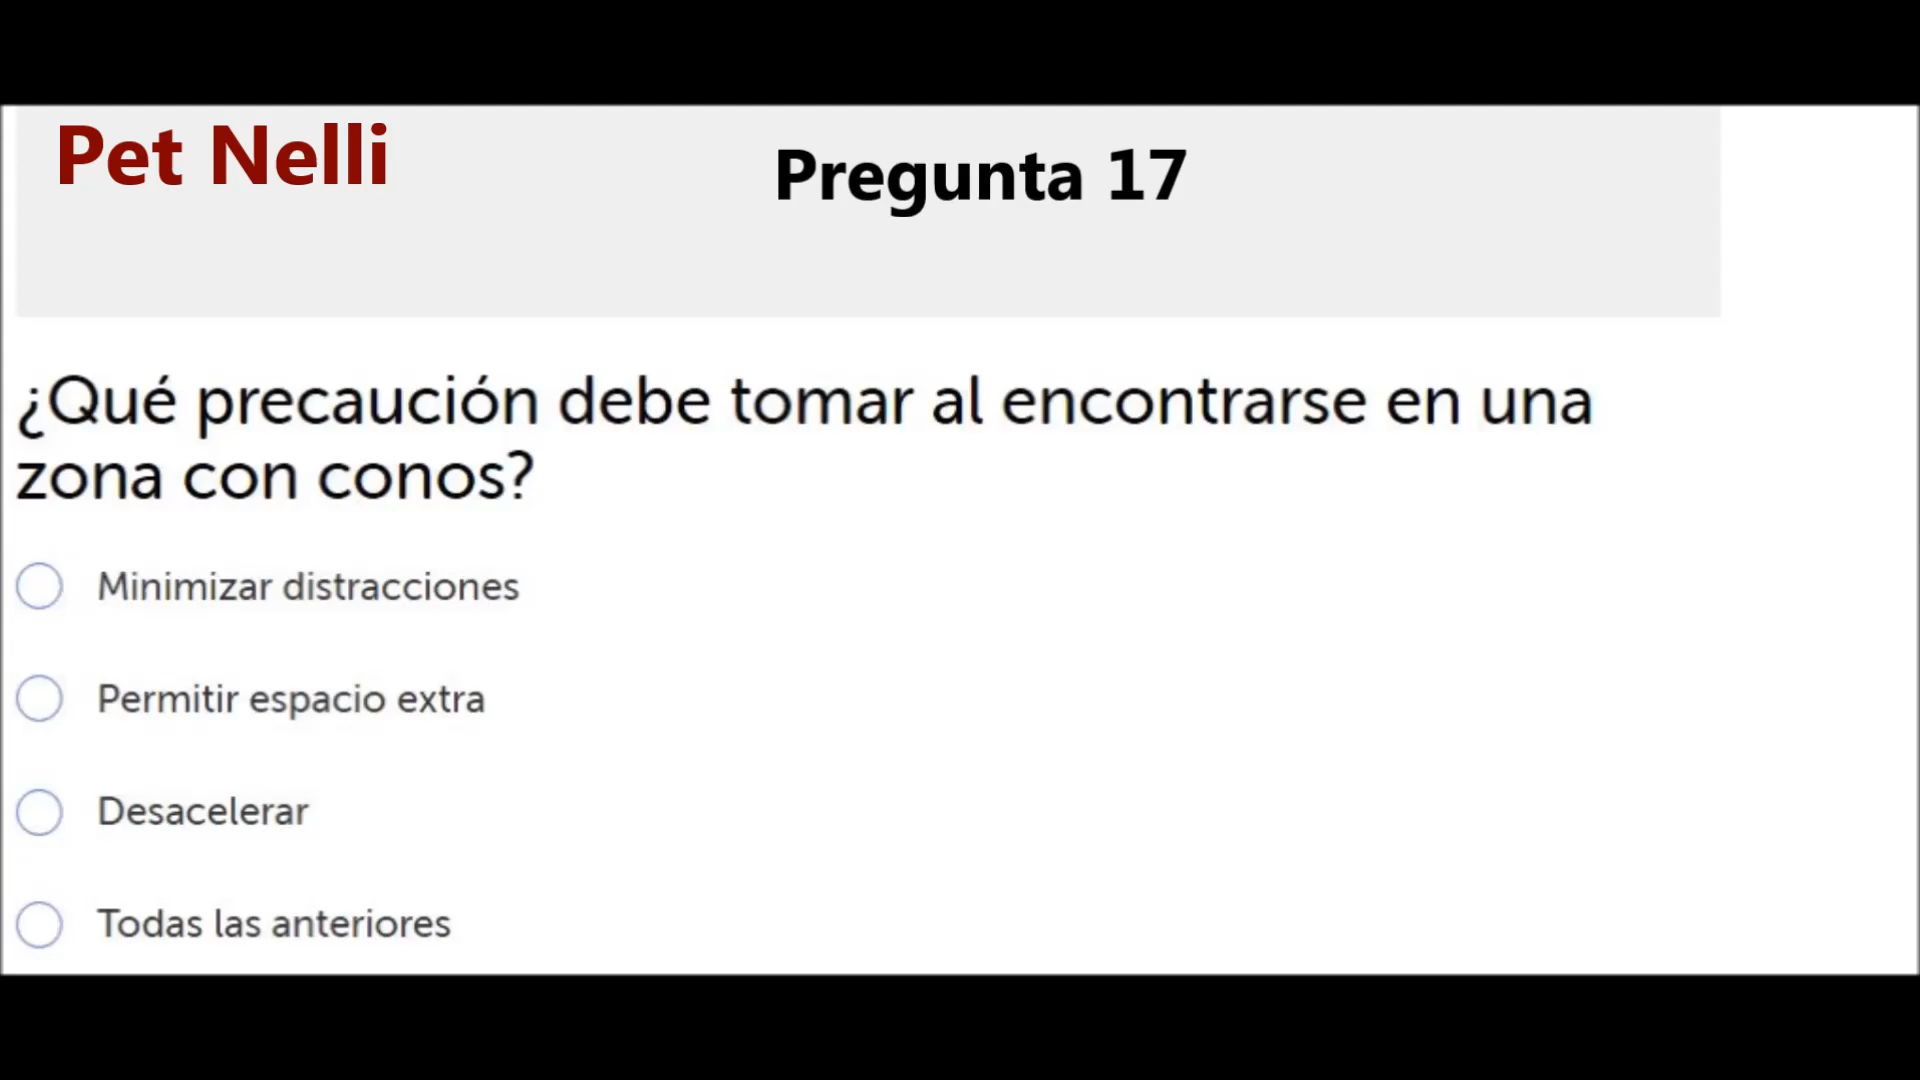 Pet Nelli
Pregunta 17
¿Qué precaución debe tomar al encontrarse en una
zona con conos?
Minimizar distracciones
Permitir espacio extra
Desacelerar
Todas las anteriores